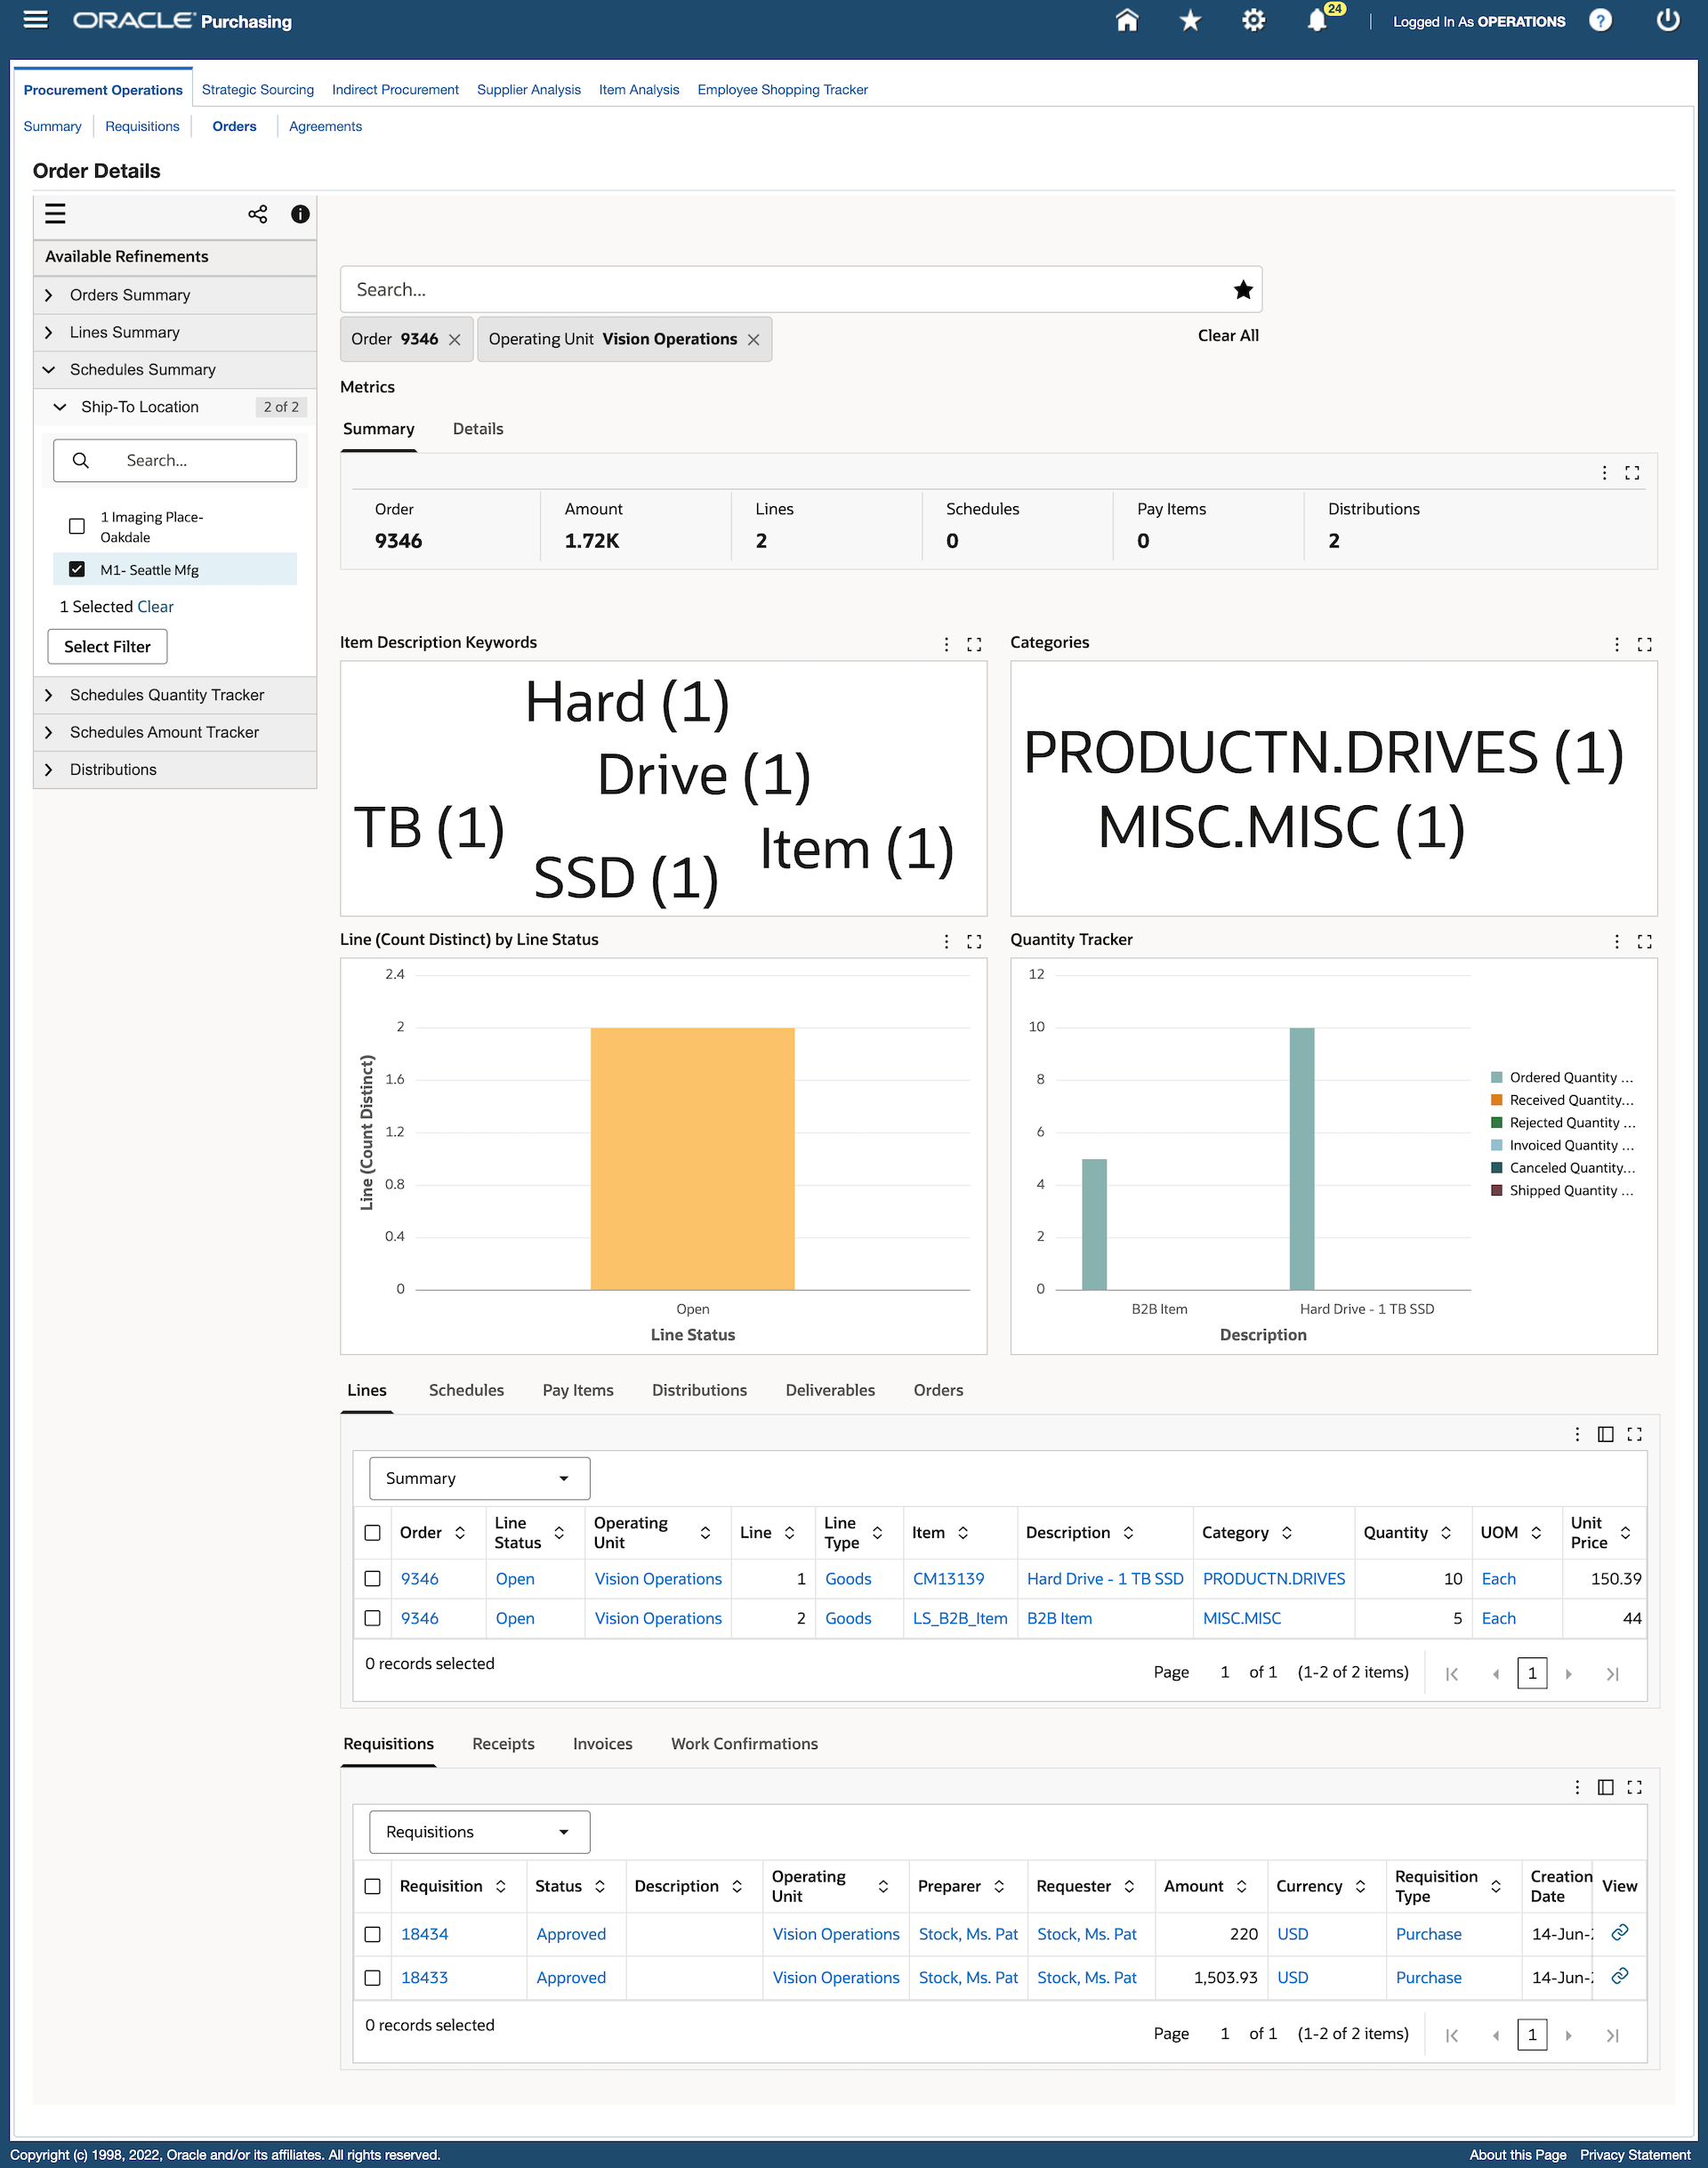 ORACLE Purchasing
24
Logged In As OPERATIONS
?
Procurement Operations Strategic Sourcing Indirect Procurement Supplier Analysis Item Analysis Employee Shopping Tracker
Summary Requisitions Orders Agreements
Order Details
Available Refinements
Orders Summary
Lines Summary
Schedules Summary
Ship-To Location 2 of 2
Search...
1 Imaging Place-
Oakdale
M1- Seattle Mfg
1 Selected Clear
Select Filter
Schedules Quantity Tracker
Schedules Amount Tracker
Distributions
Search...
Order 9346 Operating Unit Vision Operations Clear All
Metrics
Summary Details
Order Amount Lines Schedules Pay Items Distributions
9346 1.72K 2 0 0 2
Item Description Keywords
Hard (1)
Drive (1)
TB (1)
Item (1)
SSD (1)
Categories
PRODUCTN.DRIVES (1)
MISC.MISC (1)
Line (Count Distinct) by Line Status
2.4
2
1.6
1.2
0.8
0.4
0
Line (Count Distinct)
Open
Line Status
Quantity Tracker
12
10
8
6
4
2
0
B2B Item Hard Drive - 1 TB SSD
Description
Ordered Quantity ...
Received Quantity...
Rejected Quantity ...
Invoiced Quantity ...
Canceled Quantity...
Shipped Quantity ...
Lines Schedules Pay Items Distributions Deliverables Orders
Summary
Order Line Status Operating Unit Line Line Type Item Description Category Quantity UOM Unit Price
9346 Open Vision Operations 1 Goods CM13139 Hard Drive - 1 TB SSD PRODUCTN.DRIVES 10 Each 150.39
9346 Open Vision Operations 2 Goods LS_B2B_Item B2B Item MISC.MISC 5 Each 44
0 records selected
Page 1 of 1 (1-2 of 2 items) 1
Requisitions Receipts Invoices Work Confirmations
Requisitions
Requisition Status Description Operating Unit Preparer Requester Amount Currency Requisition Type Creation Date View
18434 Approved Vision Operations Stock, Ms. Pat Stock, Ms. Pat 220 USD Purchase 14-Jun-
18433 Approved Vision Operations Stock, Ms. Pat Stock, Ms. Pat 1,503.93 USD Purchase 14-Jun-
0 records selected
Page 1 of 1 (1-2 of 2 items) 1
Copyright (c) 1998, 2022, Oracle and/or its affiliates. All rights reserved.
About this Page Privacy Statement